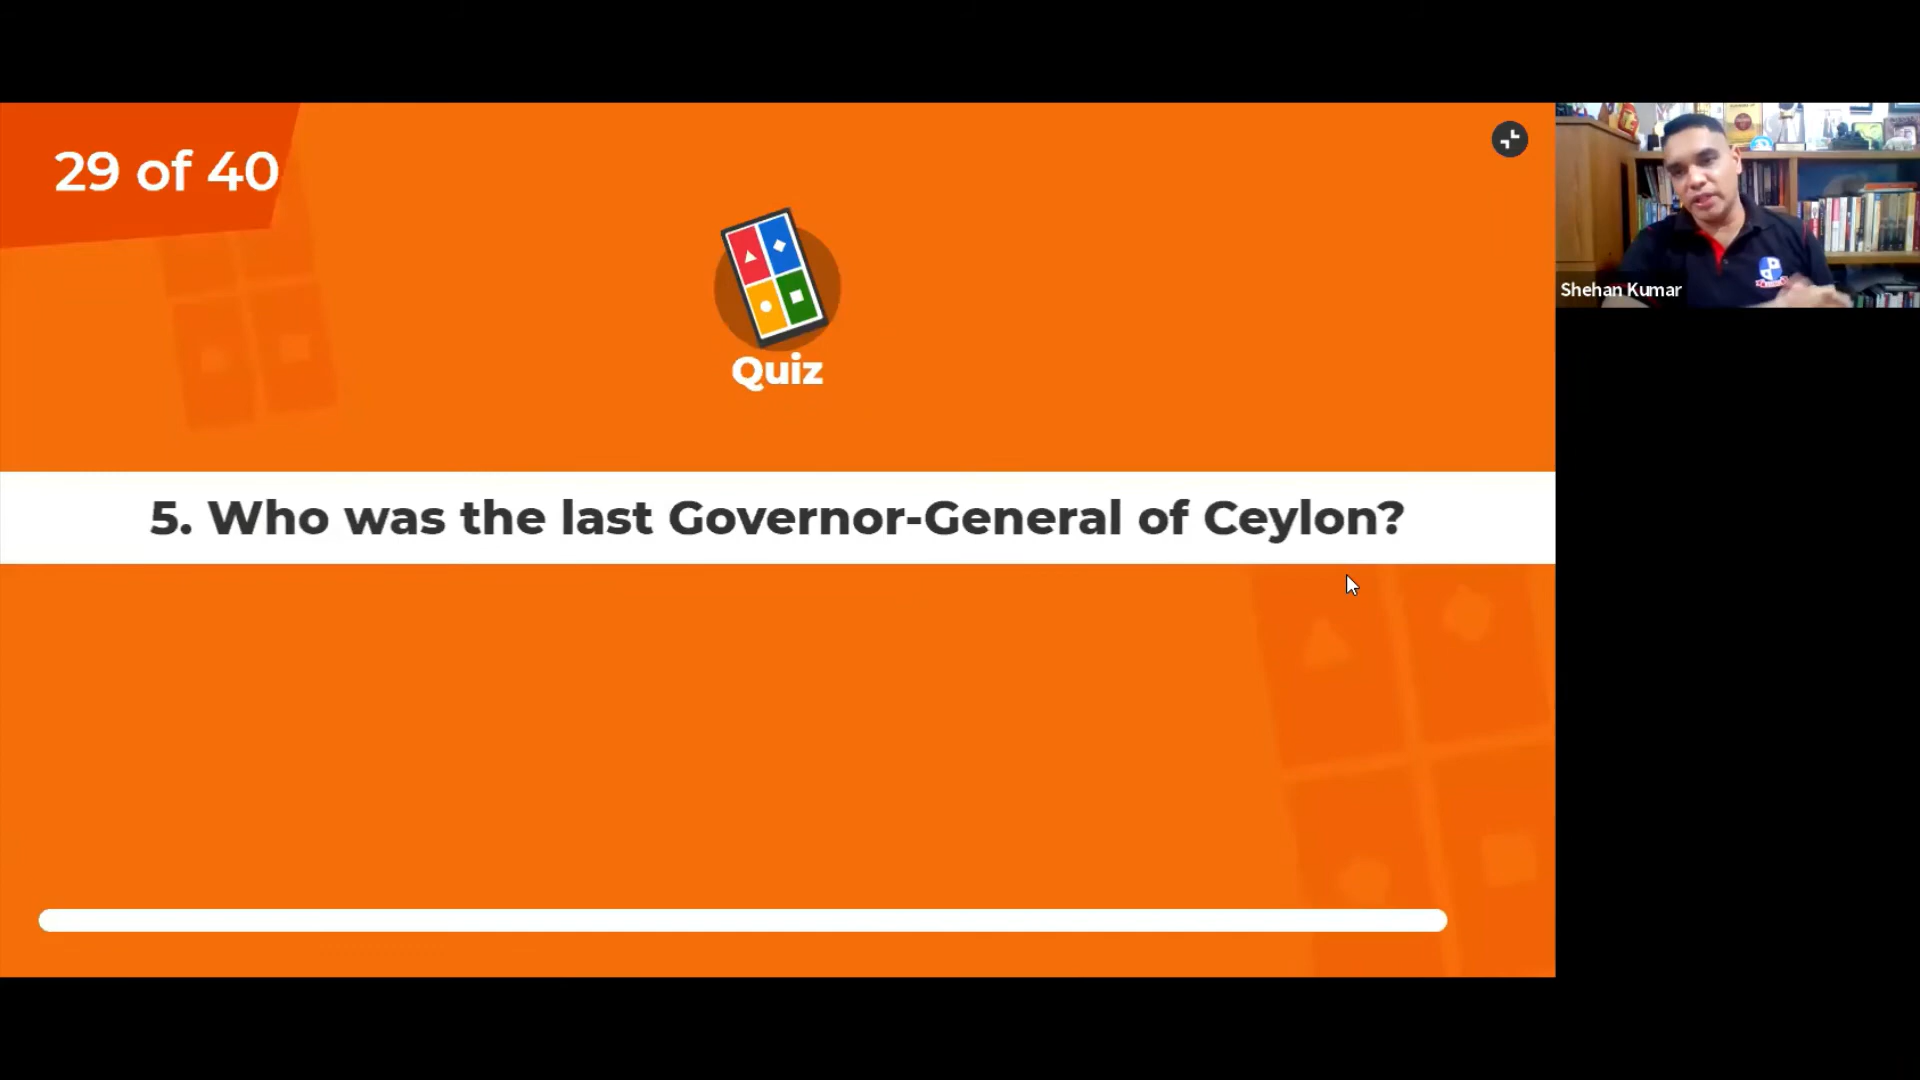 29 of 40
Quiz
5. Who was the last Governor-General of Ceylon?
Shehan Kumar